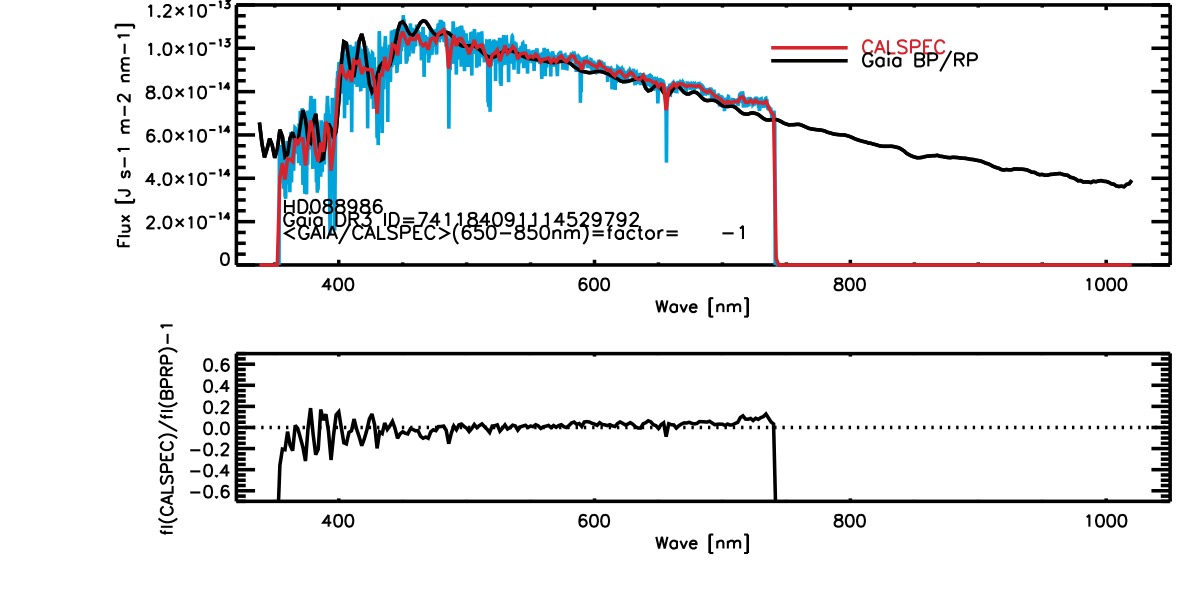 1.2×10⁻¹³
1.0×10⁻¹³
8.0×10⁻¹⁴
6.0×10⁻¹⁴
4.0×10⁻¹⁴
2.0×10⁻¹⁴
0
Flux [J s−1 m−2 nm−1]
CALSPEC
Gaia BP/RP
HD088986
Gaia DR3 ID=741184091114529792
<GAIA/CALSPEC>(650−850nm)=factor= −1
400 600 800 1000
Wave [nm]
fl(CALSPEC)/fl(BPRP)−1
0.6
0.4
0.2
0.0
−0.2
−0.4
−0.6
400 600 800 1000
Wave [nm]